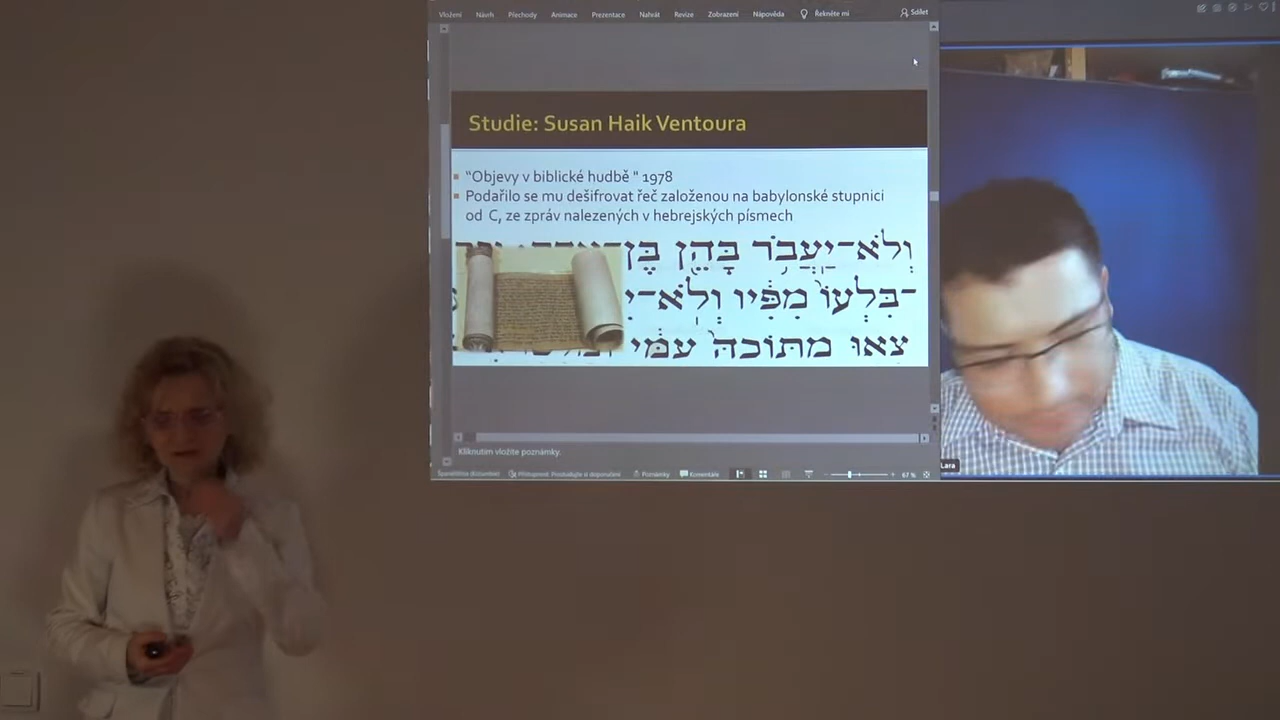 Vložení Návrh Přechody Animace Prezentace Nahrát Revize Zobrazení Nápověda Řekněte mi Sdílet
Studie: Susan Haik Ventoura
“Objevy v biblické hudbě " 1978
Podařilo se mu dešifrovat řeč založenou na babylonské stupnici
od C, ze zpráv nalezených v hebrejských písmech
וְלֹא־יַעֲבֹר בָּהֶן בֶּן־
־בִּלְעוֹ מִפִּיו וְלֹא־י
צְאוּ מִתּוֹכָהּ עַמִּי
Kliknutím vložíte poznámky.
Poznámky Komentáře 67 %
Lara